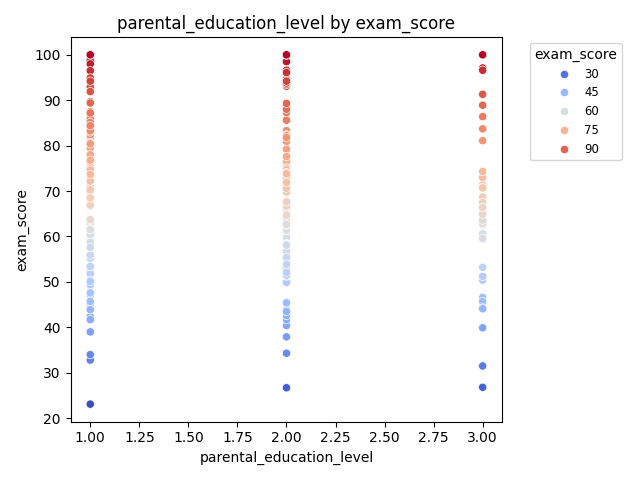 parental_education_level by exam_score
exam_score
30
45
60
75
90
exam_score
100
90
80
70
60
50
40
30
20
1.00 1.25 1.50 1.75 2.00 2.25 2.50 2.75 3.00
parental_education_level